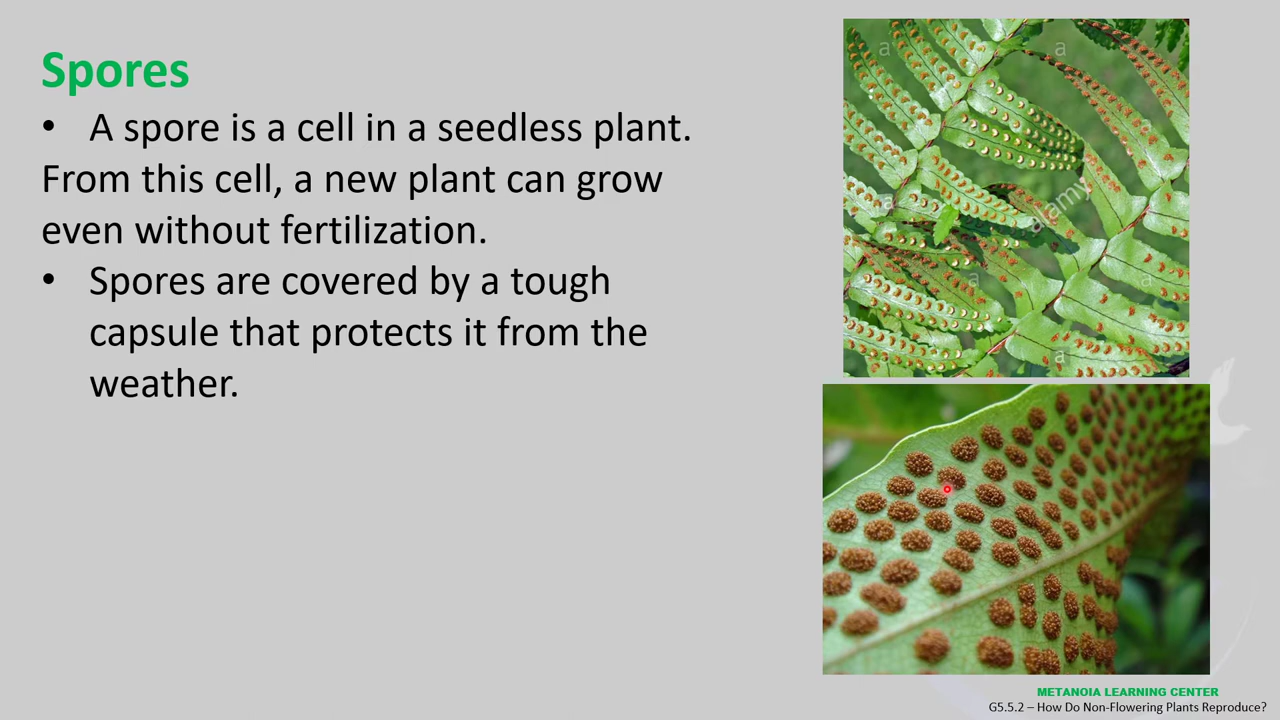 Spores
• A spore is a cell in a seedless plant.
From this cell, a new plant can grow
even without fertilization.
• Spores are covered by a tough
capsule that protects it from the
weather.
a
a
a
alamy
a
a
a
METANOIA LEARNING CENTER
G5.5.2 – How Do Non-Flowering Plants Reproduce?